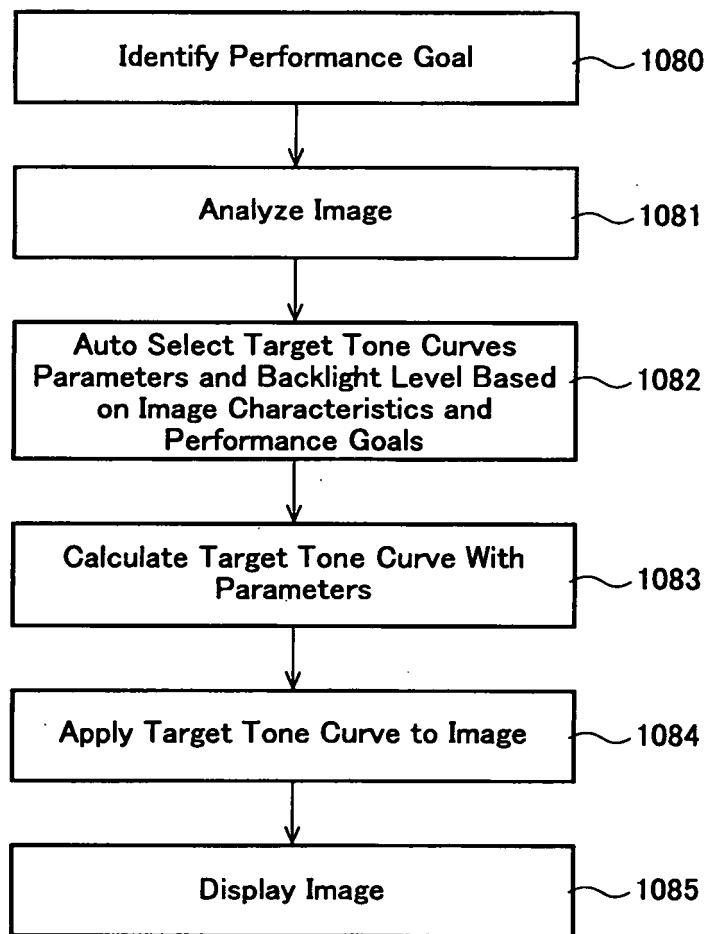 Identify Performance Goal
1080
Analyze Image
1081
Auto Select Target Tone Curves
Parameters and Backlight Level Based
on Image Characteristics and
Performance Goals
1082
Calculate Target Tone Curve With
Parameters
1083
Apply Target Tone Curve to Image
1084
Display Image
1085